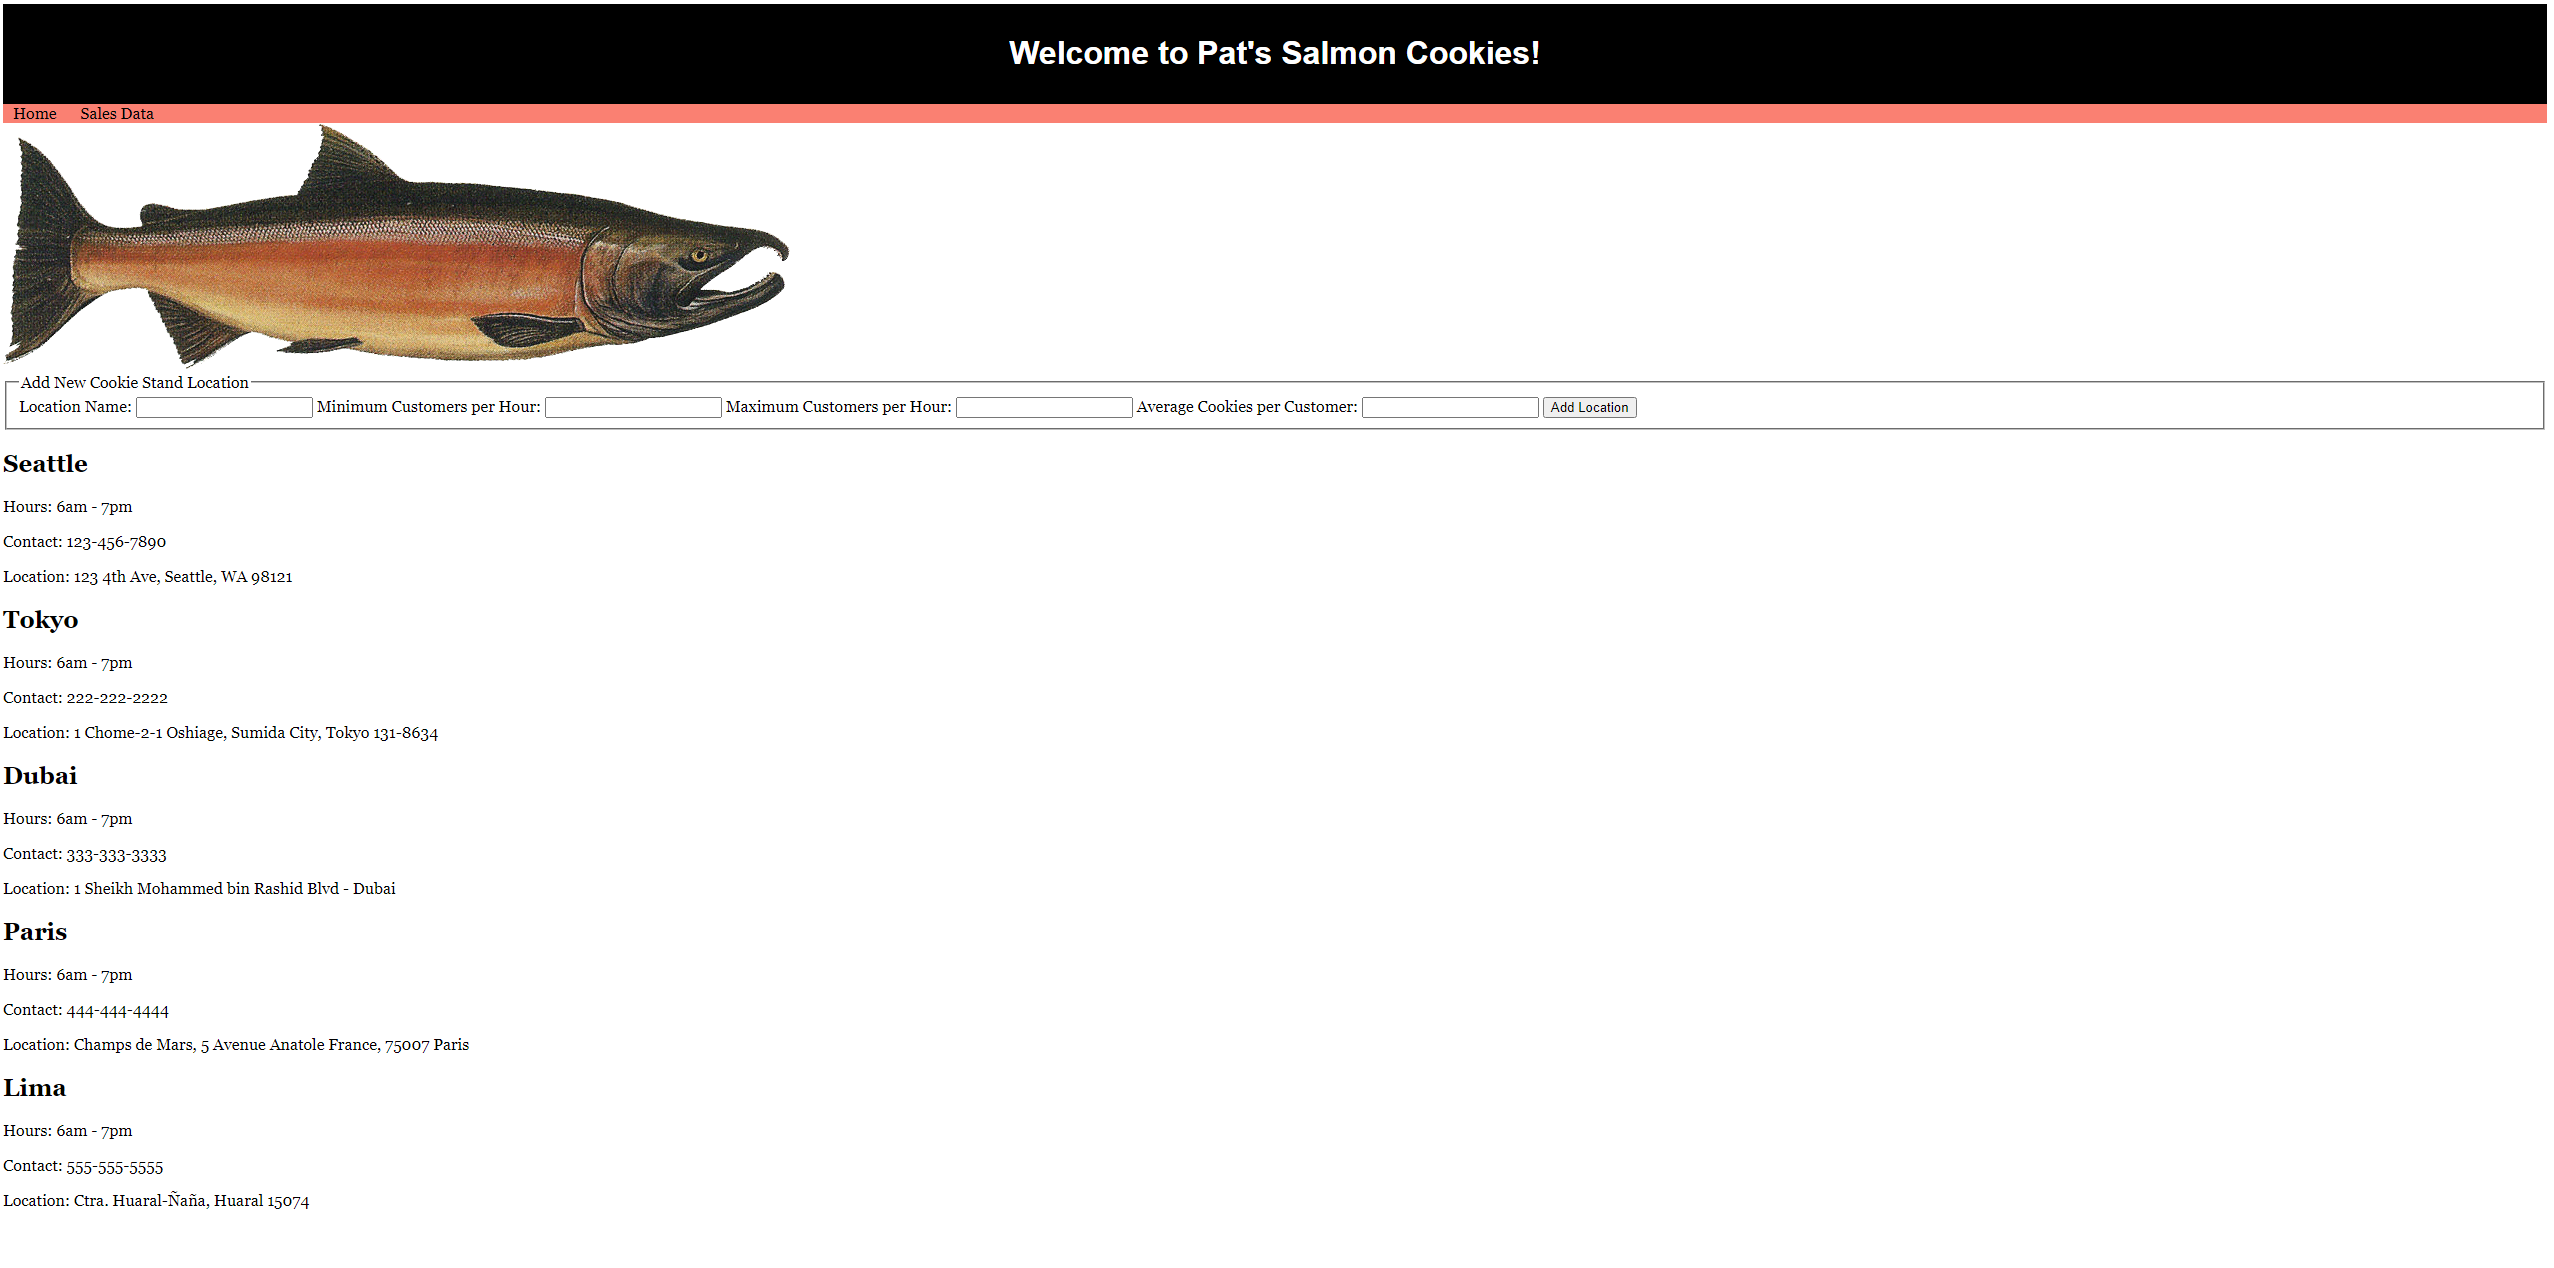 Welcome to Pat's Salmon Cookies!
Home Sales Data
Add New Cookie Stand Location
Location Name: Minimum Customers per Hour: Maximum Customers per Hour: Average Cookies per Customer: Add Location
Seattle
Hours: 6am - 7pm
Contact: 123-456-7890
Location: 123 4th Ave, Seattle, WA 98121
Tokyo
Hours: 6am - 7pm
Contact: 222-222-2222
Location: 1 Chome-2-1 Oshiage, Sumida City, Tokyo 131-8634
Dubai
Hours: 6am - 7pm
Contact: 333-333-3333
Location: 1 Sheikh Mohammed bin Rashid Blvd - Dubai
Paris
Hours: 6am - 7pm
Contact: 444-444-4444
Location: Champs de Mars, 5 Avenue Anatole France, 75007 Paris
Lima
Hours: 6am - 7pm
Contact: 555-555-5555
Location: Ctra. Huaral-Ñaña, Huaral 15074